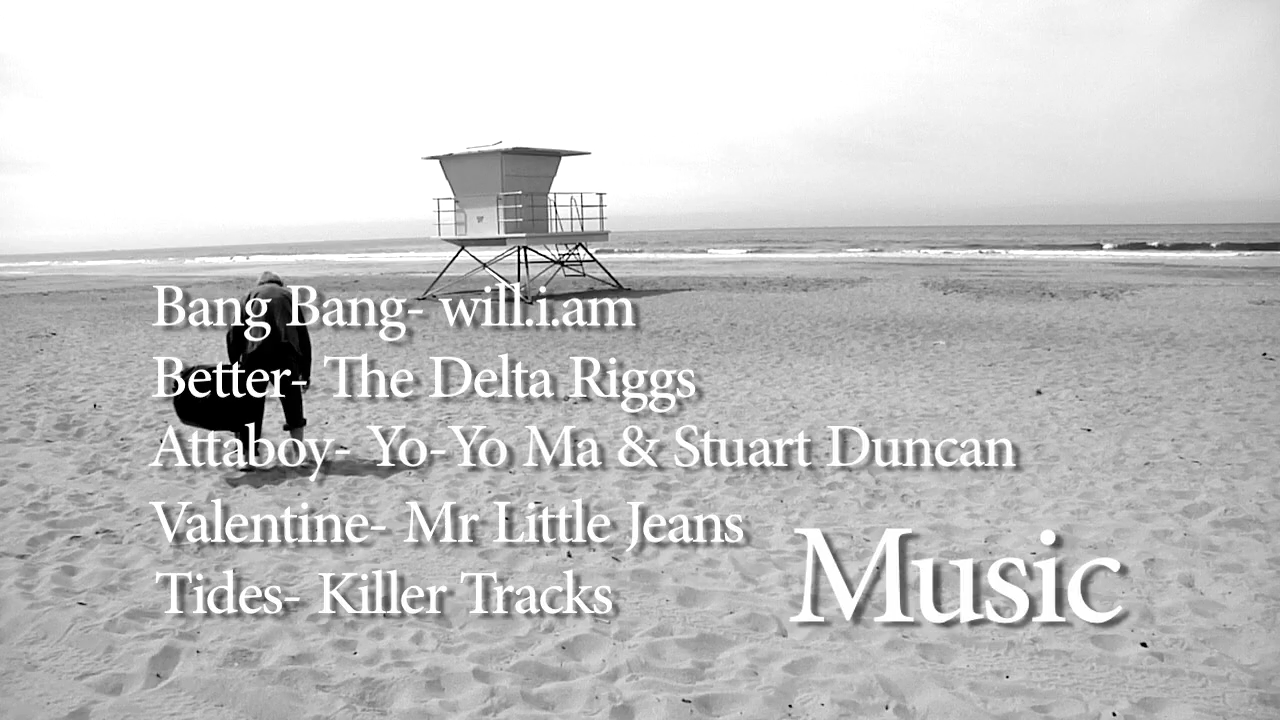 Bang Bang- will.i.am
Better- The Delta Riggs
Attaboy- Yo-Yo Ma & Stuart Duncan
Valentine- Mr Little Jeans
Tides- Killer Tracks
Music